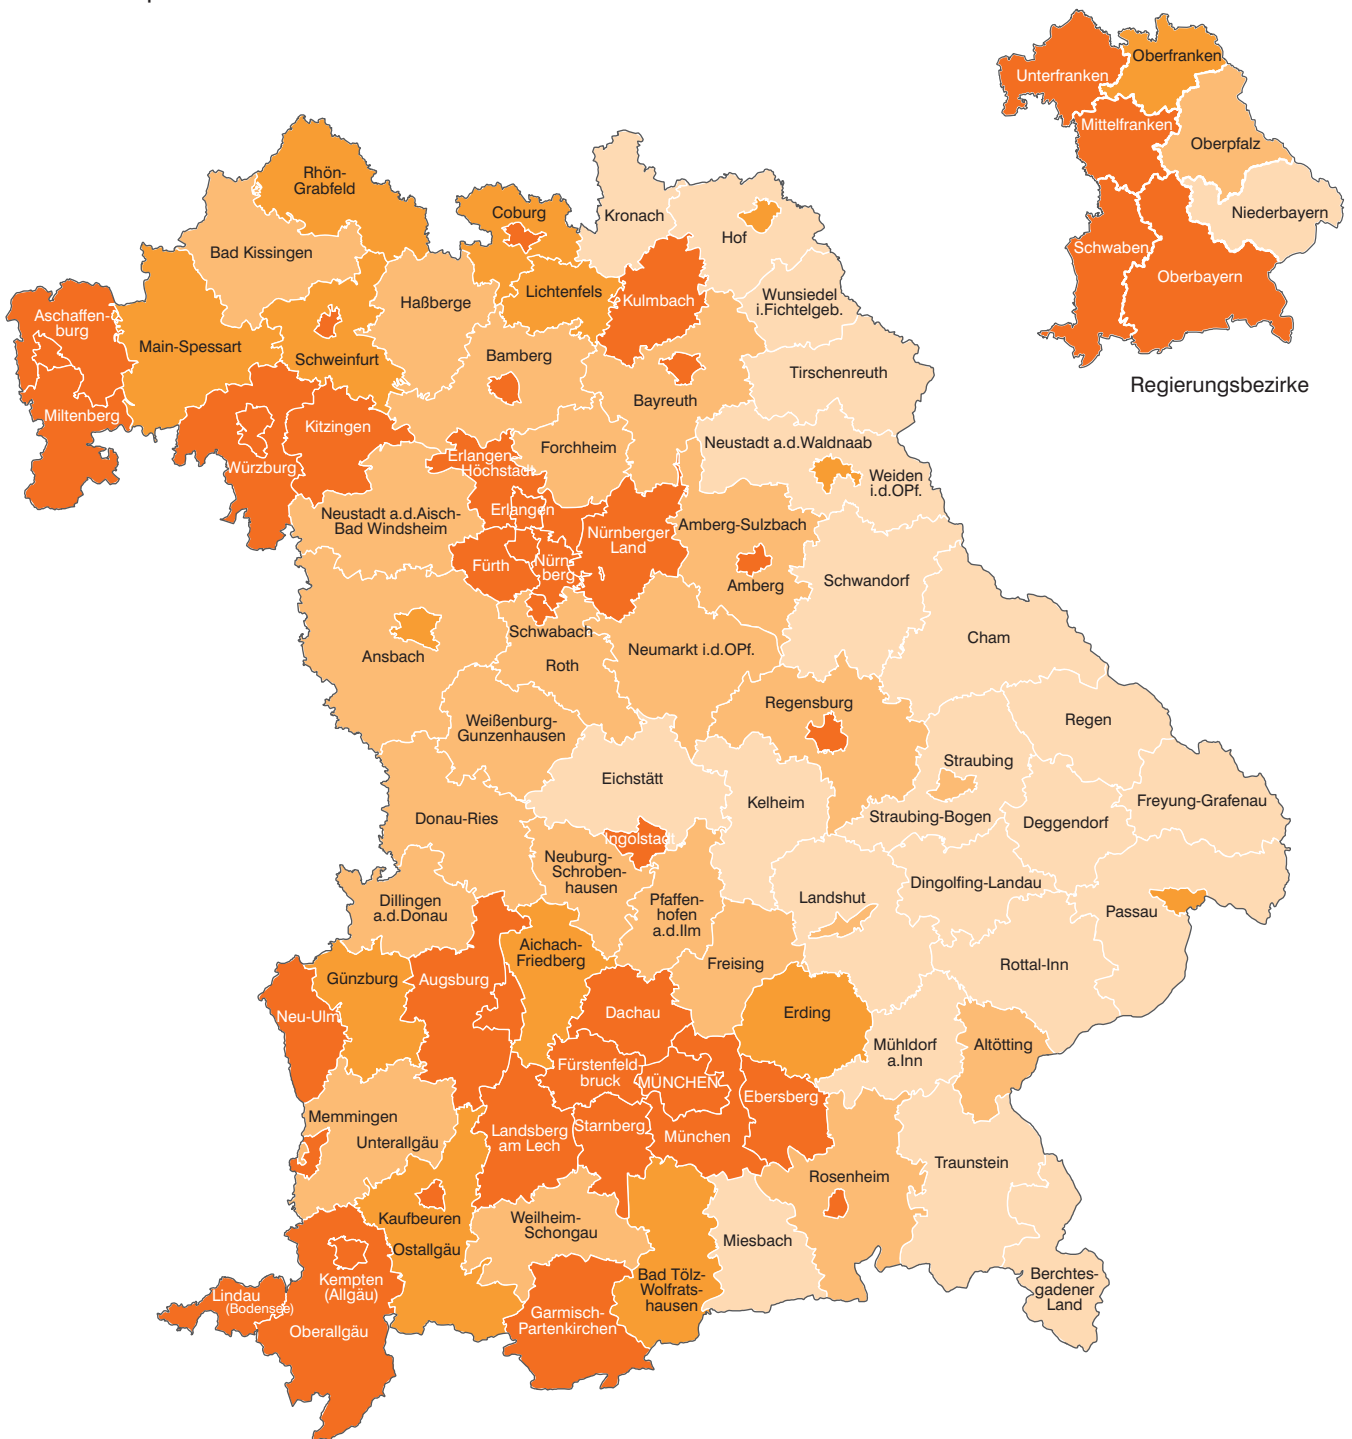 Oberfranken
Unterfranken
Mittelfranken
Oberpfalz
Niederbayern
Schwaben
Oberbayern
Regierungsbezirke
Rhön-
Grabfeld
Coburg
Kronach
Hof
Bad Kissingen
Lichtenfels
Kulmbach
Wunsiedel
i.Fichtelgeb.
Haßberge
Aschaffen-
burg
Main-Spessart
Schweinfurt
Bamberg
Tirschenreuth
Bayreuth
Miltenberg
Kitzingen
Würzburg
Forchheim
Neustadt a.d.Waldnaab
Erlangen-
Höchstadt
Weiden
i.d.OPf.
Neustadt a.d.Aisch-
Bad Windsheim
Erlangen
Nürnberger
Land
Amberg-Sulzbach
Fürth
Nürn-
berg
Amberg
Schwandorf
Schwabach
Cham
Ansbach
Roth
Neumarkt i.d.OPf.
Regensburg
Regen
Weißenburg-
Gunzenhausen
Straubing
Eichstätt
Kelheim
Freyung-Grafenau
Donau-Ries
Straubing-Bogen
Deggendorf
Ingolstadt
Neuburg-
Schroben-
hausen
Dingolfing-Landau
Landshut
Dillingen
a.d.Donau
Pfaffen-
hofen
a.d.Ilm
Passau
Aichach-
Friedberg
Freising
Rottal-Inn
Günzburg
Augsburg
Neu-Ulm
Dachau
Erding
Mühldorf
a.Inn
Altötting
Fürstenfeld
bruck
MÜNCHEN
Ebersberg
Memmingen
Unterallgäu
Landsberg
am Lech
Starnberg
München
Traunstein
Rosenheim
Kaufbeuren
Weilheim-
Schongau
Miesbach
Ostallgäu
Kempten
(Allgäu)
Bad Tölz-
Wolfrats-
hausen
Berchtes-
gadener
Land
Lindau
(Bodensee)
Oberallgäu
Garmisch-
Partenkirchen